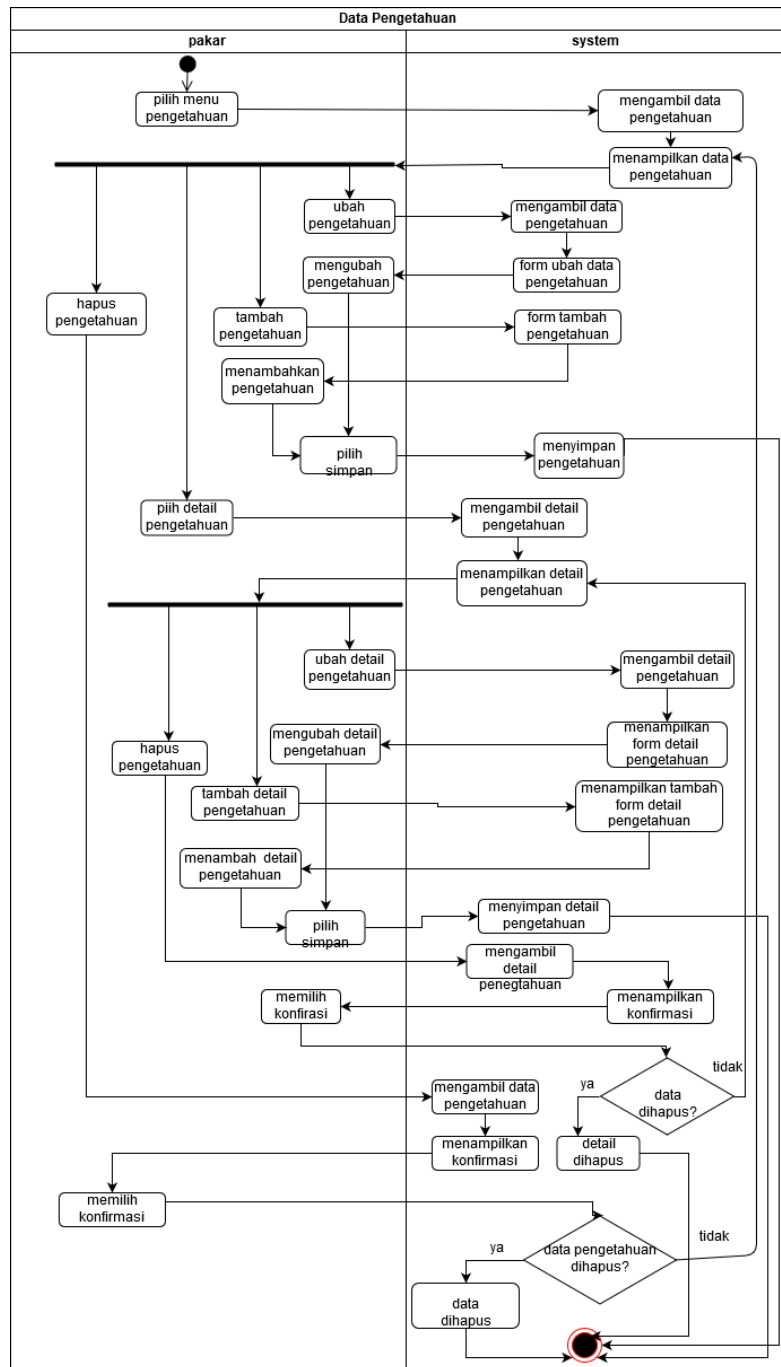 Data Pengetahuan
pakar
system
pilih menu
pengetahuan
mengambil data
pengetahuan
menampilkan data
pengetahuan
ubah
pengetahuan
mengambil data
pengetahuan
mengubah
pengetahuan
form ubah data
pengetahuan
hapus
pengetahuan
tambah
pengetahuan
form tambah
pengetahuan
menambahkan
pengetahuan
pilih
simpan
menyimpan
pengetahuan
piih detail
pengetahuan
mengambil detail
pengetahuan
menampilkan detail
pengetahuan
ubah detail
pengetahuan
mengambil detail
pengetahuan
hapus
pengetahuan
mengubah detail
pengetahuan
menampilkan
form detail
pengetahuan
tambah detail
pengetahuan
menampilkan tambah
form detail
pengetahuan
menambah detail
pengetahuan
pilih
simpan
menyimpan detail
pengetahuan
mengambil
detail
penegtahuan
memilih
konfirasi
menampilkan
konfirmasi
tidak
ya
data
dihapus?
mengambil data
pengetahuan
menampilkan
konfirmasi
detail
dihapus
memilih
konfirmasi
tidak
ya
data pengetahuan
dihapus?
data
dihapus